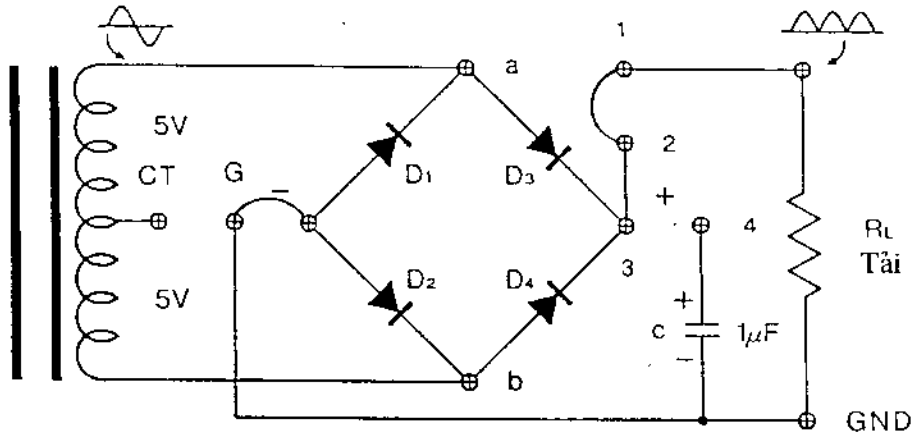 1
a
5V
2
CT
G
−
D1
D3
+
4
RL
Tải
3
D2
D4
5V
+
c
1μF
−
b
GND